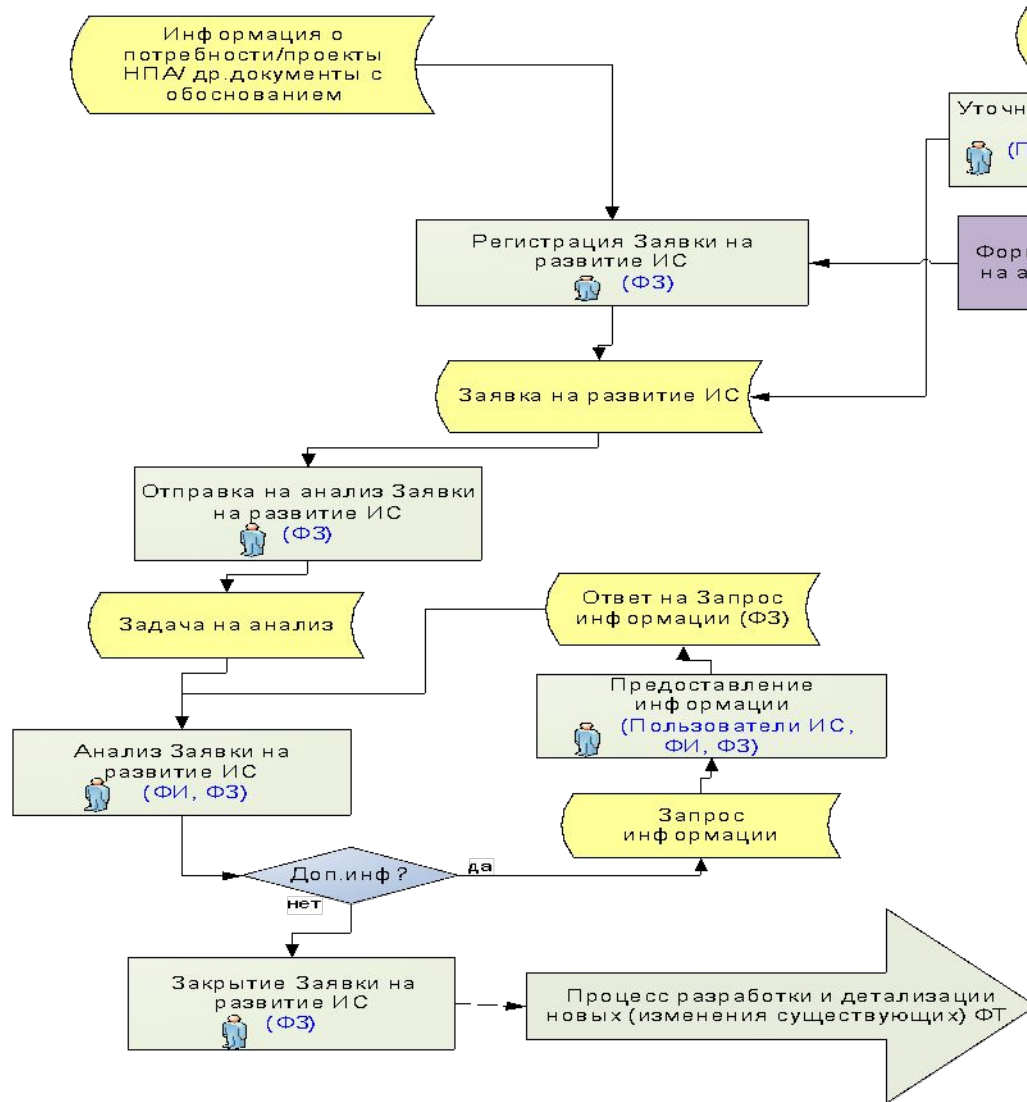 Информация о
потребности/проекты
НПА/ др.документы с
обоснованием
Регистрация Заявки на
развитие ИС
(ФЗ)
Заявка на развитие ИС
Отправка на анализ Заявки
на развитие ИС
(ФЗ)
Задача на анализ
Ответ на Запрос
информации (ФЗ)
Предоставление
информации
(Пользователи ИС,
ФИ, ФЗ)
Анализ Заявки на
развитие ИС
(ФИ, ФЗ)
Запрос
информации
Доп.инф?
да
нет
Закрытие Заявки на
развитие ИС
(ФЗ)
Процесс разработки и детализации
новых (изменения существующих) ФТ